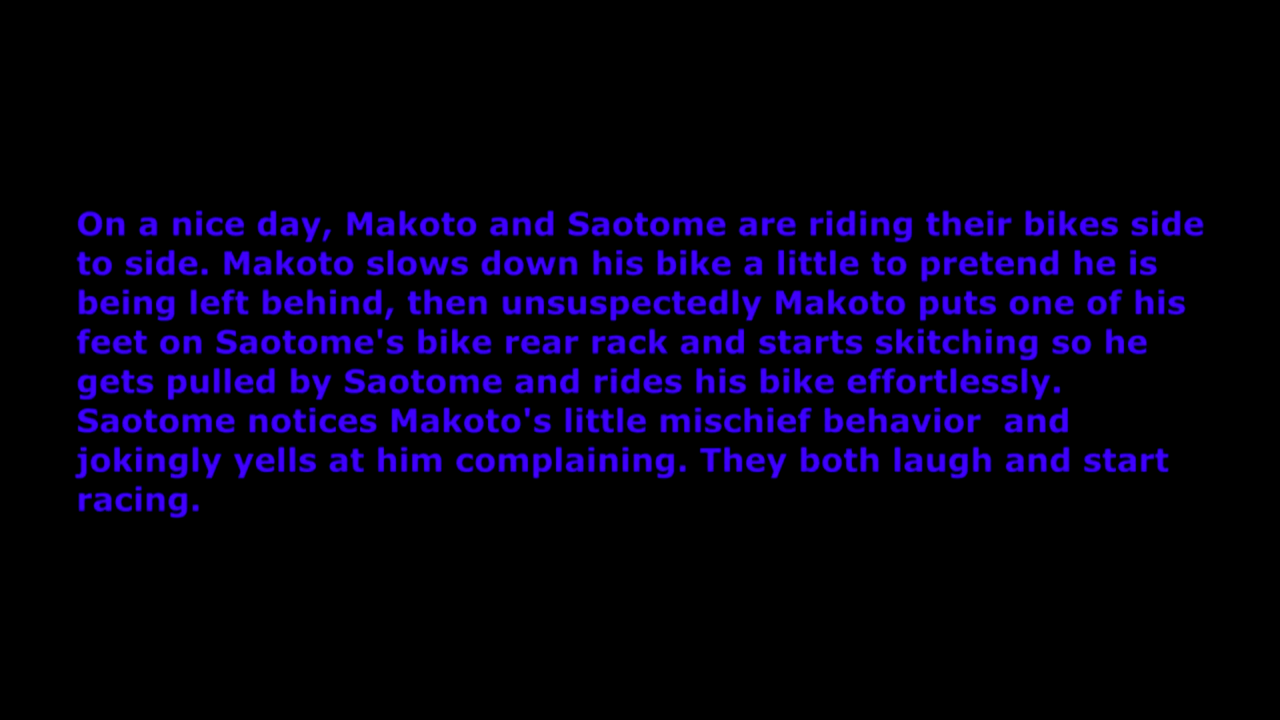 On a nice day, Makoto and Saotome are riding their bikes side
to side. Makoto slows down his bike a little to pretend he is
being left behind, then unsuspectedly Makoto puts one of his
feet on Saotome's bike rear rack and starts skitching so he
gets pulled by Saotome and rides his bike effortlessly.
Saotome notices Makoto's little mischief behavior  and
jokingly yells at him complaining. They both laugh and start
racing.